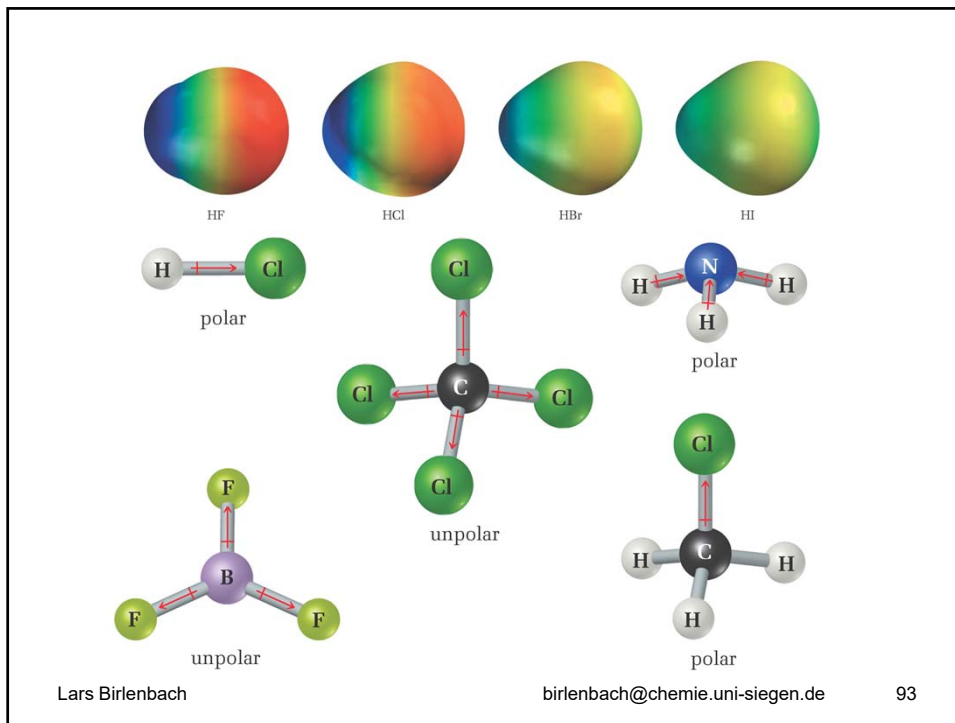 HF HCl HBr HI
H Cl
polar
Cl
Cl C Cl
Cl
unpolar
N
H H
H
polar
F
B
F F
unpolar
Cl
C
H H
H
polar
Lars Birlenbach birlenbach@chemie.uni-siegen.de 93